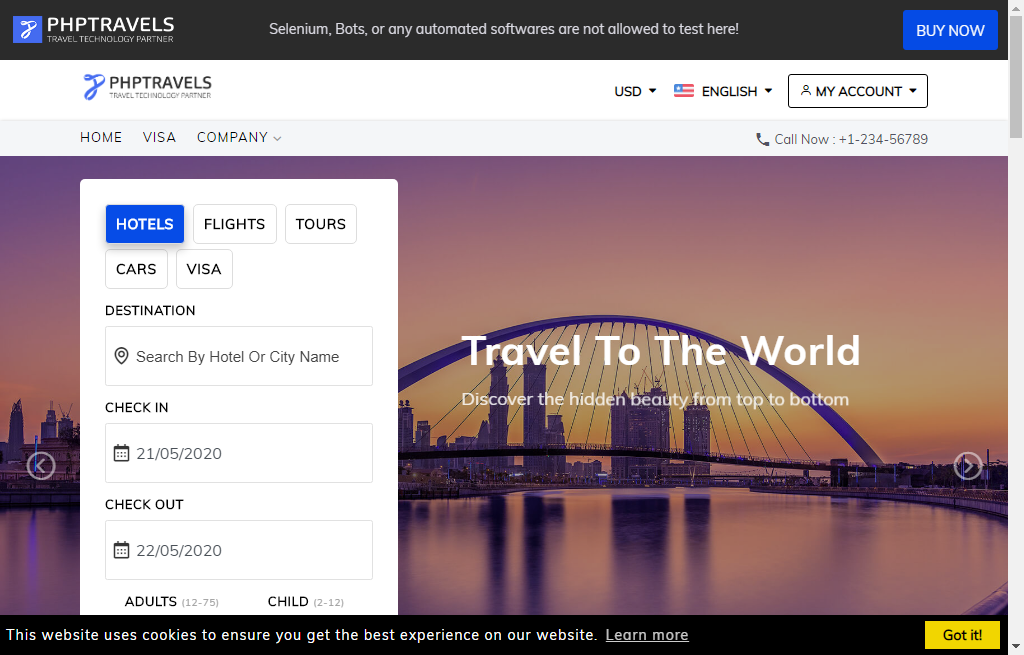 PHPTRAVELS
TRAVEL TECHNOLOGY PARTNER
Selenium, Bots, or any automated softwares are not allowed to test here!
BUY NOW
PHPTRAVELS
TRAVEL TECHNOLOGY PARTNER
USD ENGLISH MY ACCOUNT
HOME VISA COMPANY
Call Now : +1-234-56789
HOTELS FLIGHTS TOURS
CARS VISA
DESTINATION
Search By Hotel Or City Name
CHECK IN
21/05/2020
CHECK OUT
22/05/2020
ADULTS (12-75) CHILD (2-12)
Travel To The World
Discover the hidden beauty from top to bottom
This website uses cookies to ensure you get the best experience on our website. Learn more
Got it!